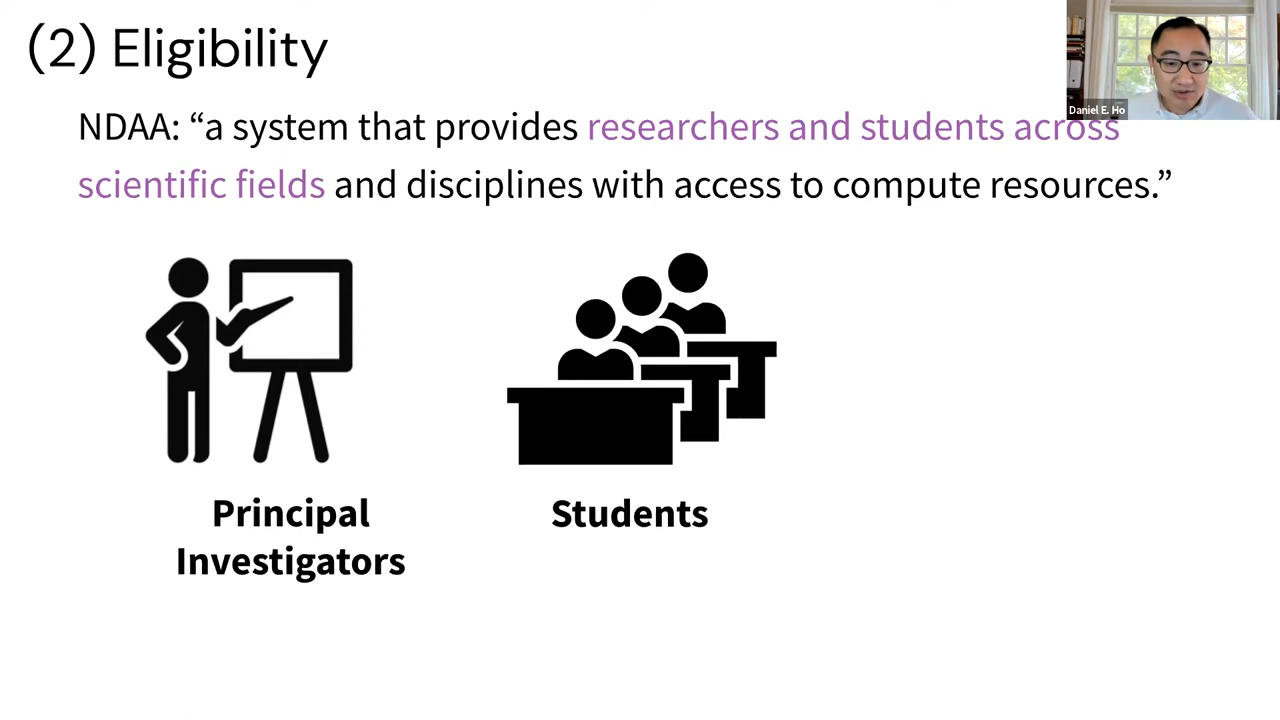 (2) Eligibility
Daniel E. Ho
NDAA: “a system that provides researchers and students across
scientific fields and disciplines with access to compute resources.”
Principal
Investigators
Students